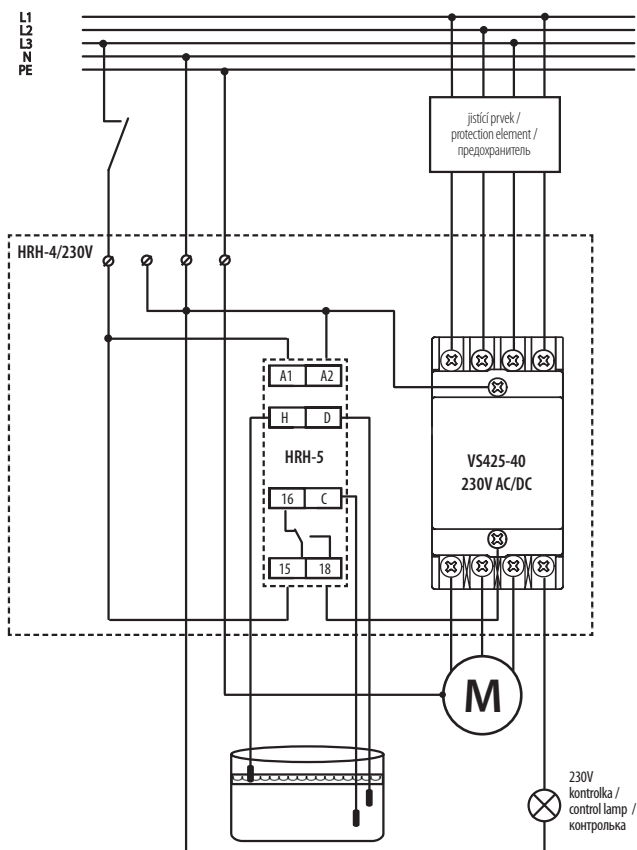 L1
L2
L3
N
PE
jistící prvek /
protection element /
предохранитель
HRH-4/230V
A1 A2
H D
HRH-5
16 C
15 18
VS425-40
230V AC/DC
M
230V
kontrolka /
control lamp /
контролька